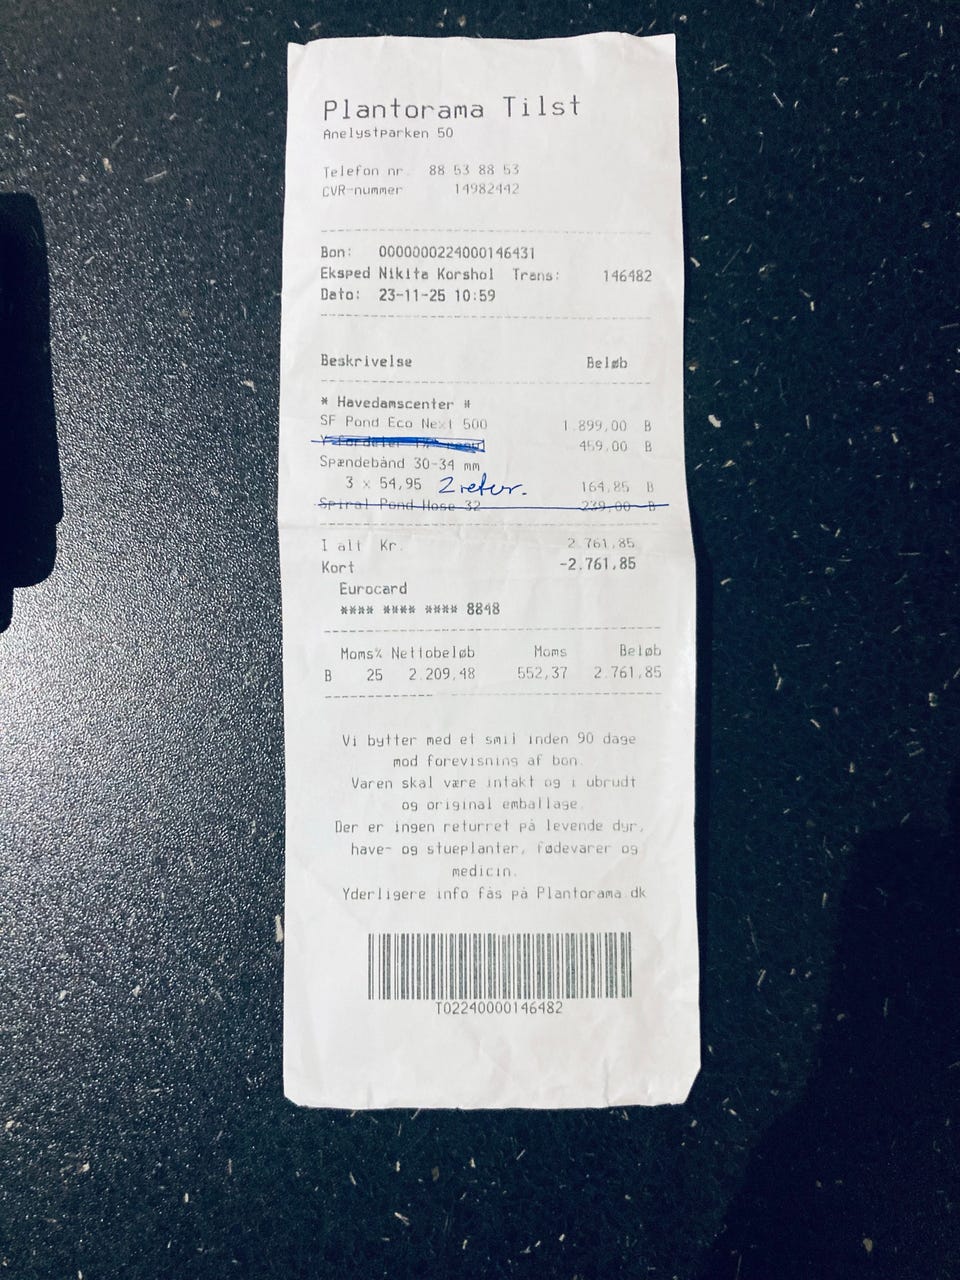 Plantorama Tilst
Anelystparken 50
Telefon nr. 88 53 88 53
CVR-nummer 14982442
Bon: 0000000224000146431
Eksped Nikita Korshol Trans: 146482
Dato: 23-11-25 10:59
Beskrivelse Beløb
* Havedamscenter *
SF Pond Eco Next 500 1.899,00 B
Y fordeler 459,00 B
Spændebånd 30-34 mm
3 x 54,95 2 retur. 164,85 B
Spiral Pond Hose 32 239,00 B
I alt Kr. 2.761,85
Kort -2.761,85
Eurocard
**** **** **** 8848
Moms% Nettobeløb Moms Beløb
B 25 2.209,48 552,37 2.761,85
Vi bytter med et smil inden 90 dage
mod forevisning af bon.
Varen skal være intakt og i ubrudt
og original emballage.
Der er ingen returret på levende dyr,
have- og stueplanter, fødevarer og
medicin.
Yderligere info fås på Plantorama.dk
T02240000146482